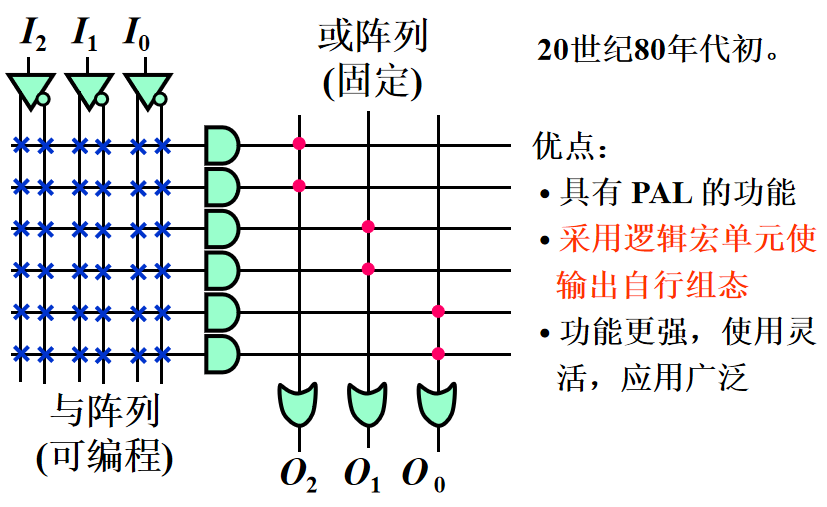 I2 I1 I0
或阵列
(固定)
与阵列
(可编程)
O2 O1 O0
20世纪80年代初。
优点：
• 具有 PAL 的功能
• 采用逻辑宏单元使
输出自行组态
• 功能更强，使用灵
活，应用广泛